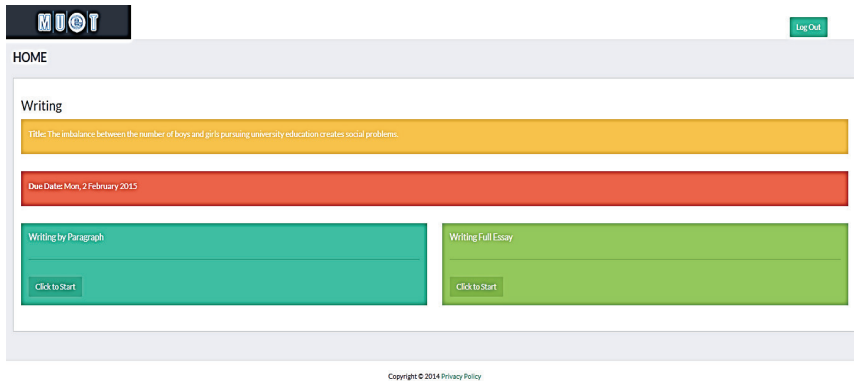 MUOT
Log Out
HOME
Writing
Title: The imbalance between the number of boys and girls pursuing university education creates social problems.
Due Date: Mon, 2 February 2015
Writing by Paragraph
Writing Full Essay
Click to Start
Click to Start
Copyright © 2014 Privacy Policy